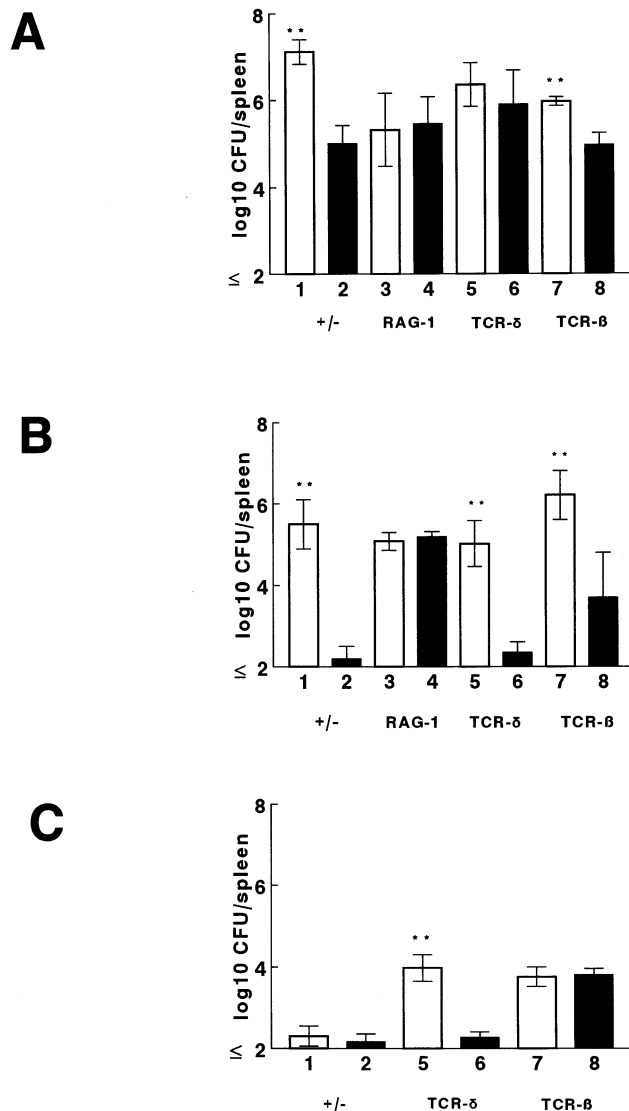 A
log10 CFU/spleen
8
6
4
≤ 2
**
**
1 2 3 4 5 6 7 8
+/- RAG-1 TCR-δ TCR-ß
B
log10 CFU/spleen
8
6
4
≤ 2
**
**
**
1 2 3 4 5 6 7 8
+/- RAG-1 TCR-δ TCR-ß
C
log10 CFU/spleen
8
6
4
≤ 2
**
1 2 5 6 7 8
+/- TCR-δ TCR-ß